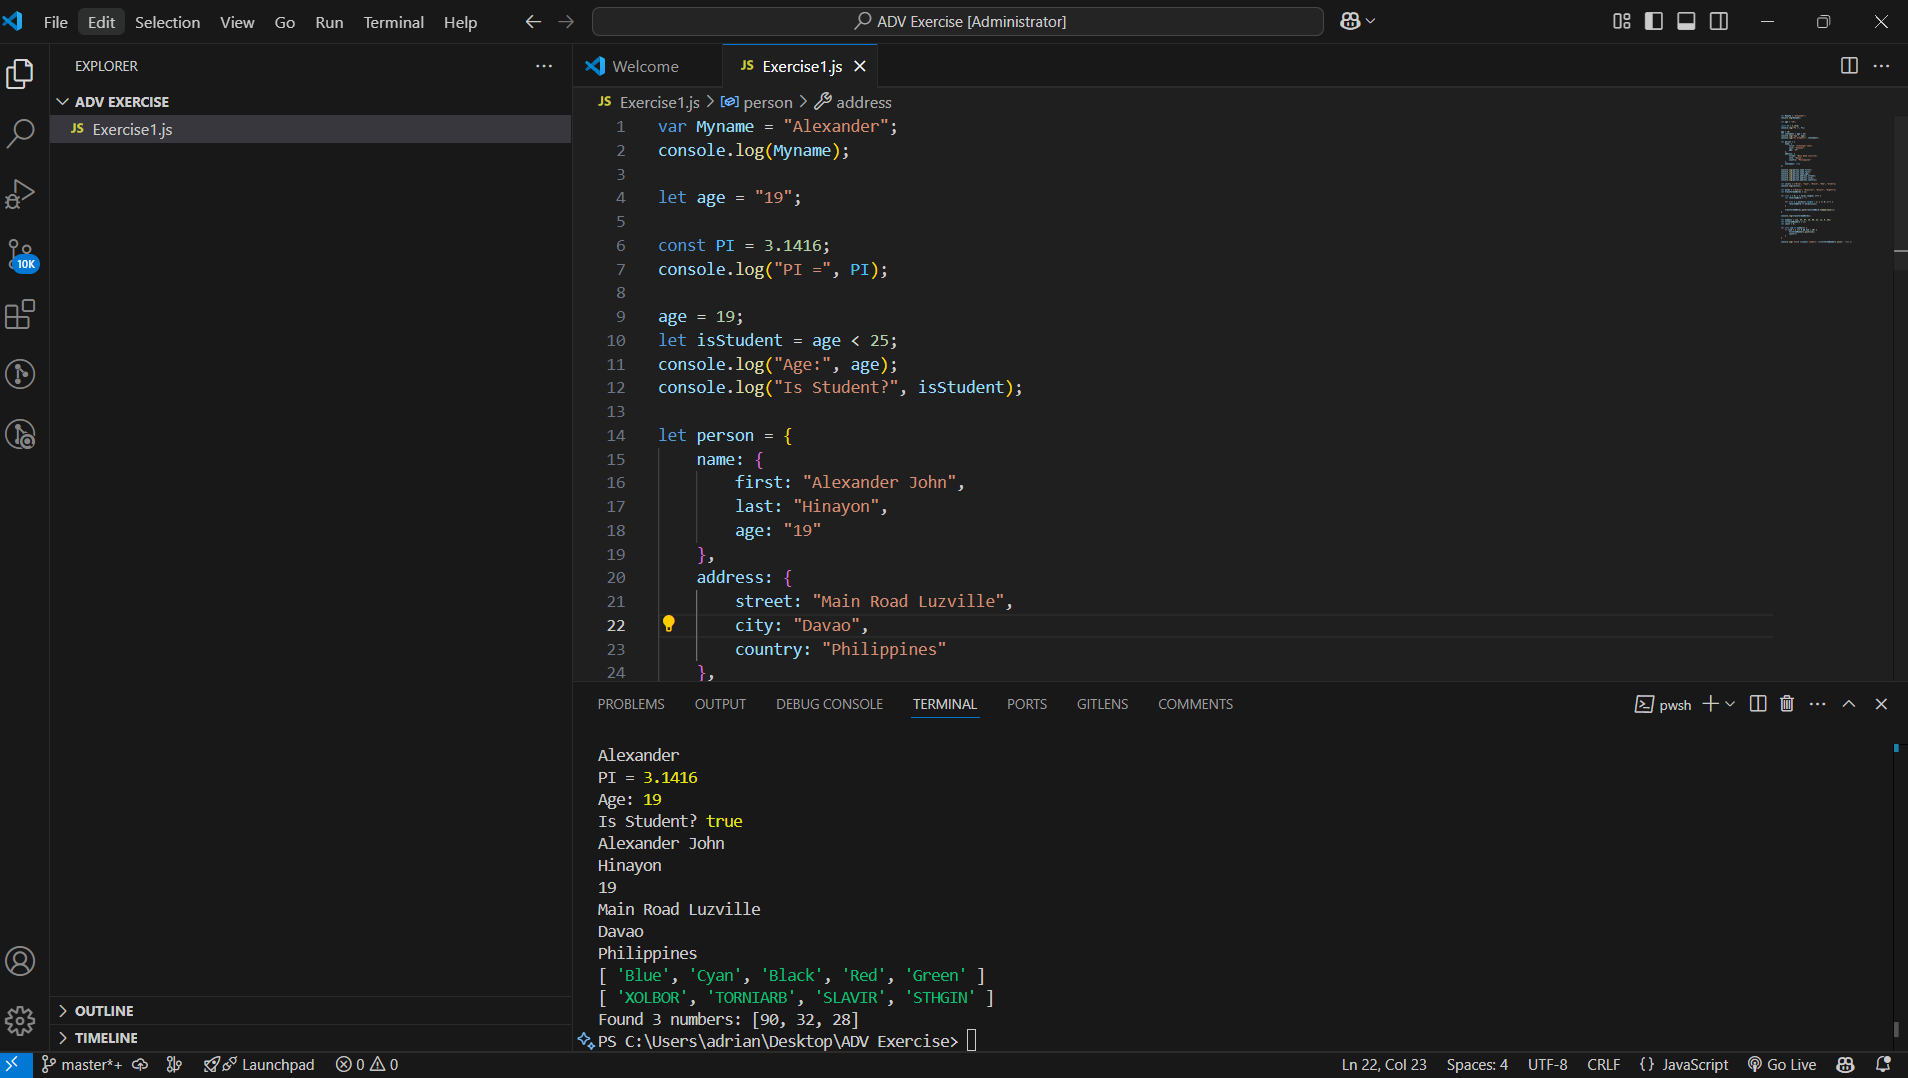 File Edit Selection View Go Run Terminal Help
ADV Exercise [Administrator]
EXPLORER
ADV EXERCISE
JS Exercise1.js
10K
OUTLINE
TIMELINE
Welcome
JS Exercise1.js
JS Exercise1.js > person > address
1 var Myname = "Alexander";
2 console.log(Myname);
3
4 let age = "19";
5
6 const PI = 3.1416;
7 console.log("PI =", PI);
8
9 age = 19;
10 let isStudent = age < 25;
11 console.log("Age:", age);
12 console.log("Is Student?", isStudent);
13
14 let person = {
15 name: {
16 first: "Alexander John",
17 last: "Hinayon",
18 age: "19"
19 },
20 address: {
21 street: "Main Road Luzville",
22 city: "Davao",
23 country: "Philippines"
24 },
PROBLEMS OUTPUT DEBUG CONSOLE TERMINAL PORTS GITLENS COMMENTS
pwsh
Alexander
PI = 3.1416
Age: 19
Is Student? true
Alexander John
Hinayon
19
Main Road Luzville
Davao
Philippines
[ 'Blue', 'Cyan', 'Black', 'Red', 'Green' ]
[ 'XOLBOR', 'TORNIARB', 'SLAVIR', 'STHGIN' ]
Found 3 numbers: [90, 32, 28]
PS C:\Users\adrian\Desktop\ADV Exercise>
master*+ Launchpad 0 0 Ln 22, Col 23 Spaces: 4 UTF-8 CRLF {} JavaScript Go Live